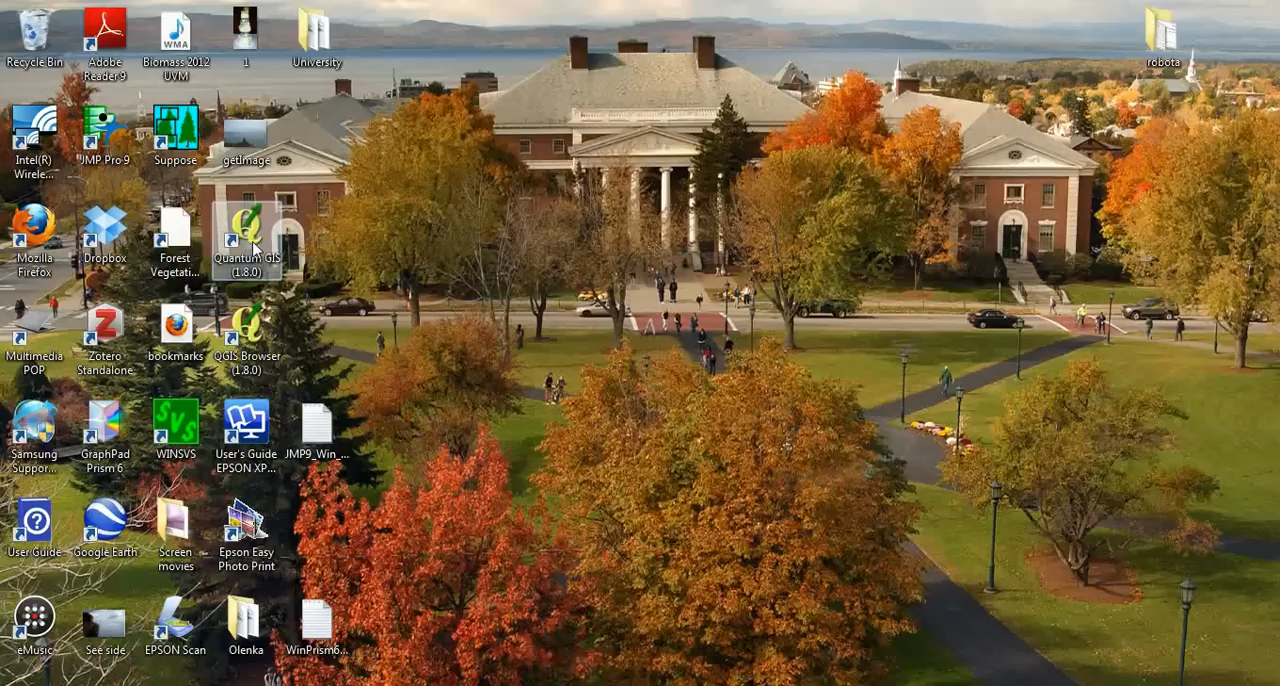 Recycle Bin
Adobe
Reader 9
WMA
Biomass 2012
UVM
1
University
robota
Intel(R)
Wirele...
JMP Pro 9
Suppose
getImage
Mozilla
Firefox
Dropbox
Forest
Vegetati...
Quantum GIS
(1.8.0)
Multimedia
POP
Zotero
Standalone
bookmarks
QGIS Browser
(1.8.0)
Samsung
Suppor...
GraphPad
Prism 6
SVS
WINSVS
User's Guide
EPSON XP...
JMP9_Win_...
User Guide
Google Earth
Screen
movies
Epson Easy
Photo Print
eMusic
See side
EPSON Scan
Olenka
WinPrism6...